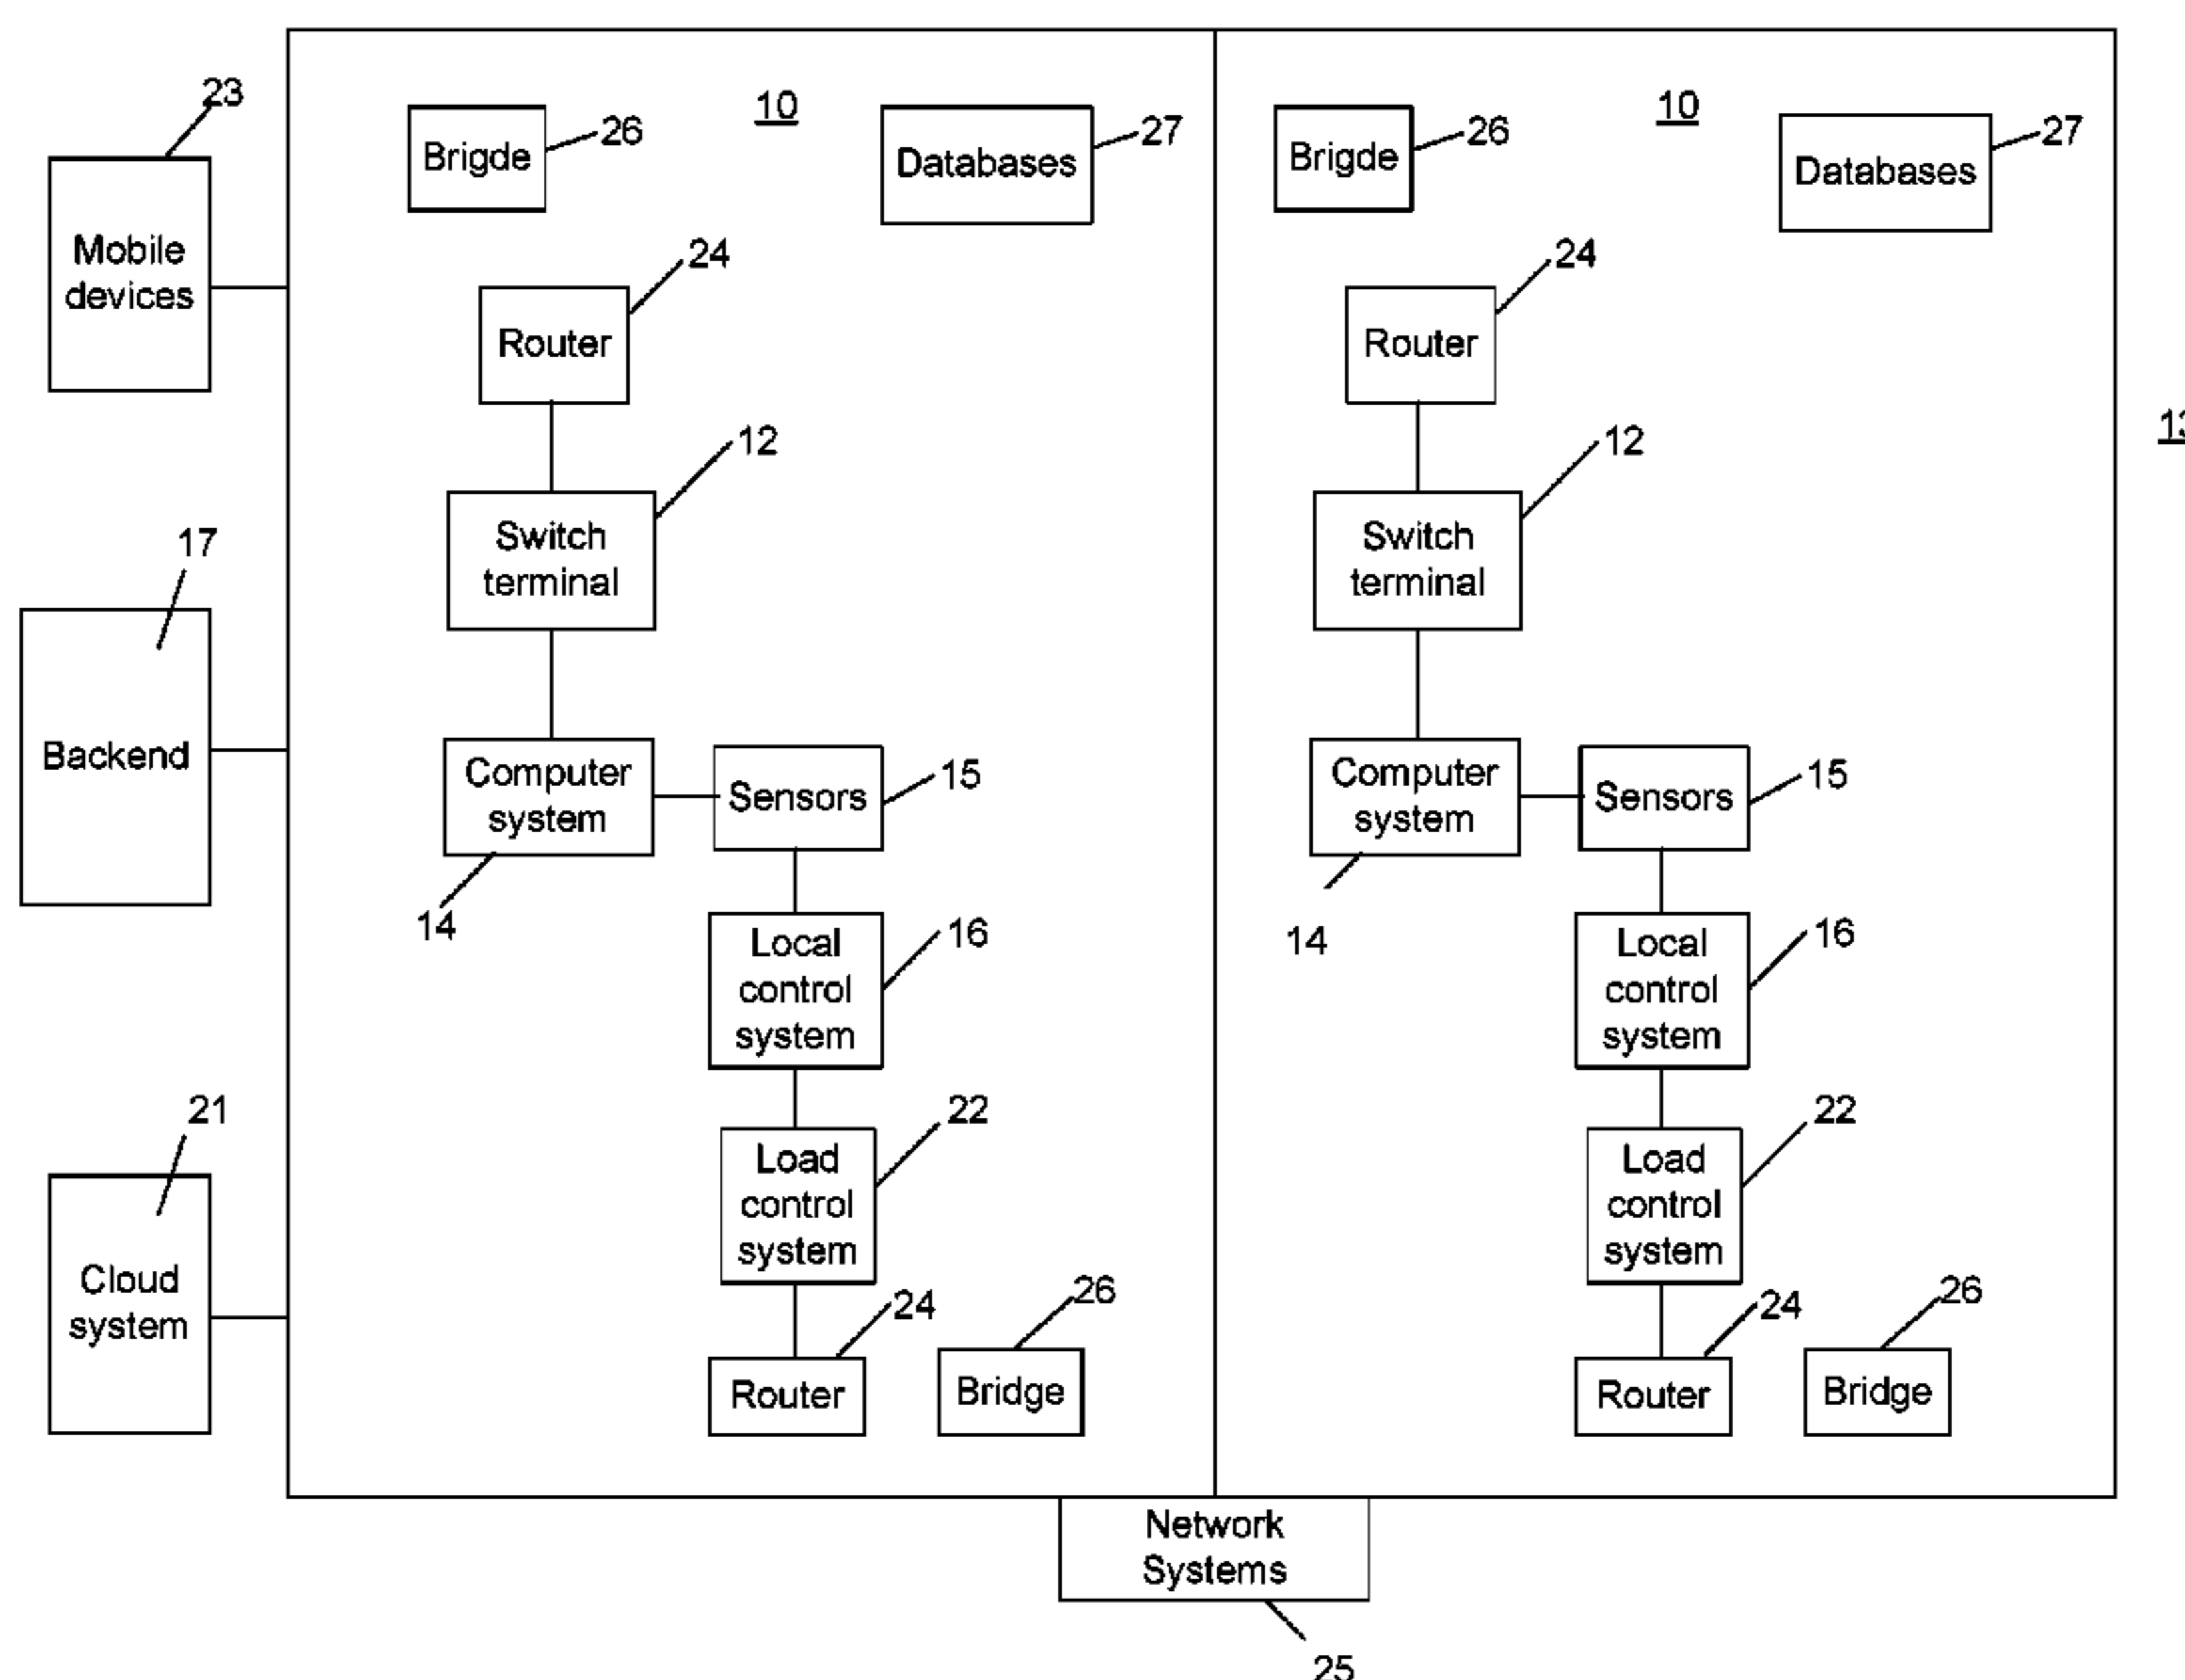 23
Mobile
devices
17
Backend
21
Cloud
system
10
Brigde
26
Databases
27
Router
24
Switch
terminal
12
Computer
system
14
Sensors
15
Local
control
system
16
Load
control
system
22
Router
24
Bridge
26
10
Brigde
26
Databases
27
Router
24
Switch
terminal
12
Computer
system
14
Sensors
15
Local
control
system
16
Load
control
system
22
Router
24
Bridge
26
Network
Systems
25